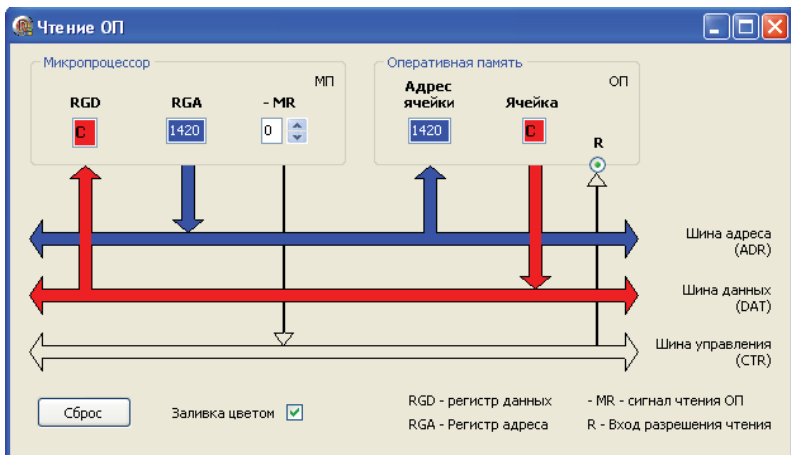 Чтение ОП
Микропроцессор
МП
RGD RGA - MR
C 1420 0
Оперативная память
ОП
Адрес
ячейки
Ячейка
1420 C
R
Шина адреса
(ADR)
Шина данных
(DAT)
Шина управления
(CTR)
Сброс
Заливка цветом
RGD - регистр данных
- MR - сигнал чтения ОП
RGA - Регистр адреса
R - Вход разрешения чтения